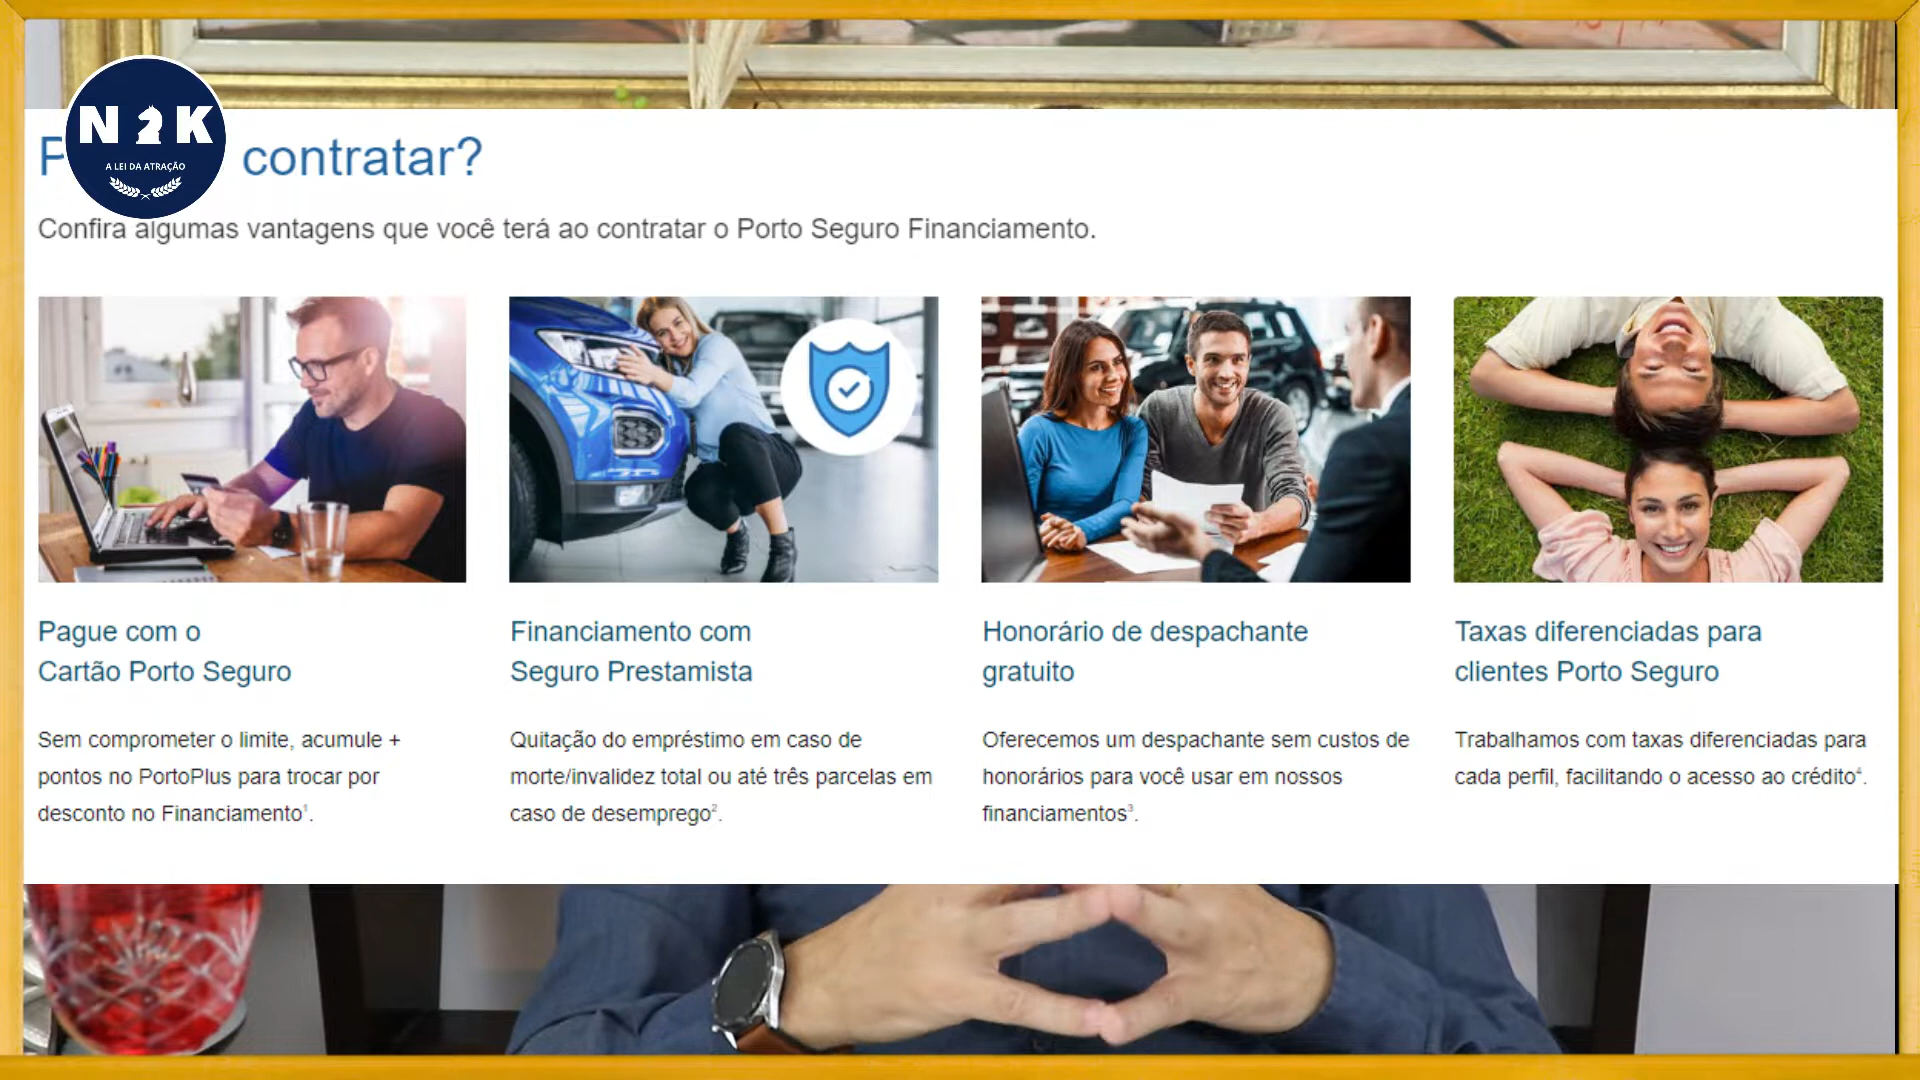 N K
A LEI DA ATRAÇÃO
contratar?
Confira algumas vantagens que você terá ao contratar o Porto Seguro Financiamento.
Pague com o
Cartão Porto Seguro
Sem comprometer o limite, acumule +
pontos no PortoPlus para trocar por
desconto no Financiamento¹.
Financiamento com
Seguro Prestamista
Quitação do empréstimo em caso de
morte/invalidez total ou até três parcelas em
caso de desemprego².
Honorário de despachante
gratuito
Oferecemos um despachante sem custos de
honorários para você usar em nossos
financiamentos³.
Taxas diferenciadas para
clientes Porto Seguro
Trabalhamos com taxas diferenciadas para
cada perfil, facilitando o acesso ao crédito⁴.